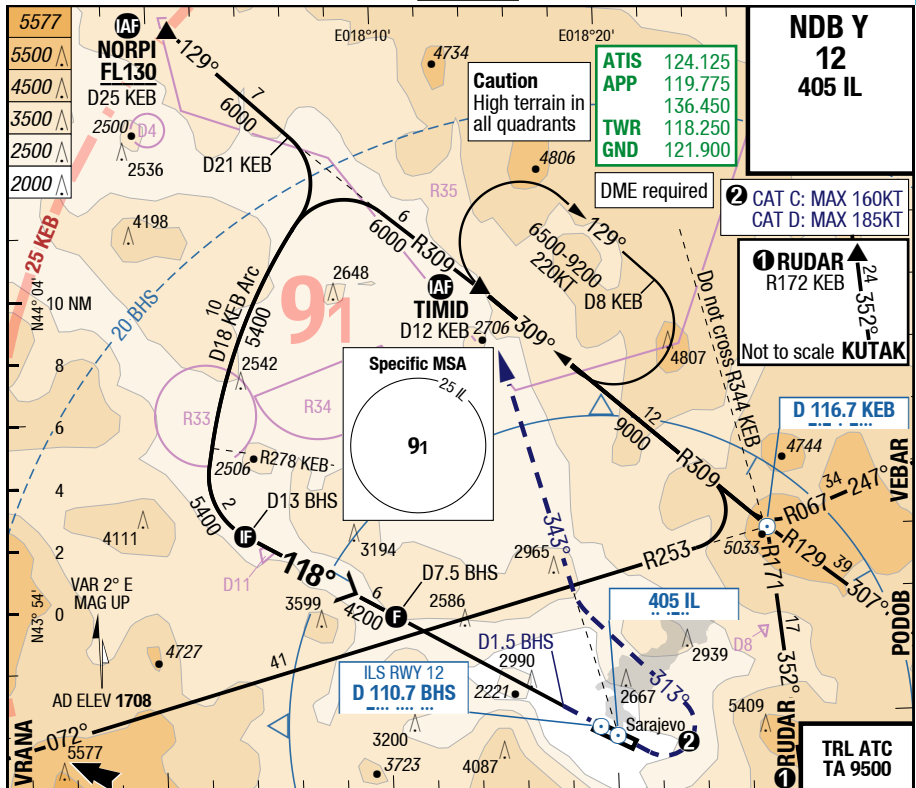 5577
5500
4500
3500
2500
2000
IAF
NORPI
FL130
D25 KEB
129°
7
6000
D21 KEB
E018°10'
E018°20'
4734
Caution
High terrain in
all quadrants
ATIS 124.125
APP 119.775
136.450
TWR 118.250
GND 121.900
NDB Y
12
405 IL
2500
D4
2536
4198
25 KEB
20 BHS
R35
4806
DME required
2 CAT C: MAX 160KT
CAT D: MAX 185KT
1 RUDAR
R172 KEB
24
352°
Not to scale KUTAK
6
6000
R309
129°
6500-9200
220KT
D8 KEB
Do not cross R344 KEB
N44° 04'
10 NM
8
6
4
2
0
N43° 54'
10
D18 KEB Arc
5400
91
2648
2542
IAF
TIMID
D12 KEB
2706
309°
4807
Specific MSA
25 IL
91
R33
R34
R278 KEB
2506
12
9000
R309
D 116.7 KEB
4744
VEBAR
34
247°
R067
2
5400
IF
D13 BHS
4111
3194
D11
118°
6
4200
F
D7.5 BHS
343°
2965
R253
5033
R129
39
307°
PODOB
R171
17
352°
RUDAR
1
VAR 2° E
MAG UP
3599
2586
405 IL
D1.5 BHS
2990
2939
D8
4727
41
ILS RWY 12
D 110.7 BHS
2221
2667
313°
AD ELEV 1708
Sarajevo
2
5409
072°
VRANA
5577
3200
3723
4087
TRL ATC
TA 9500